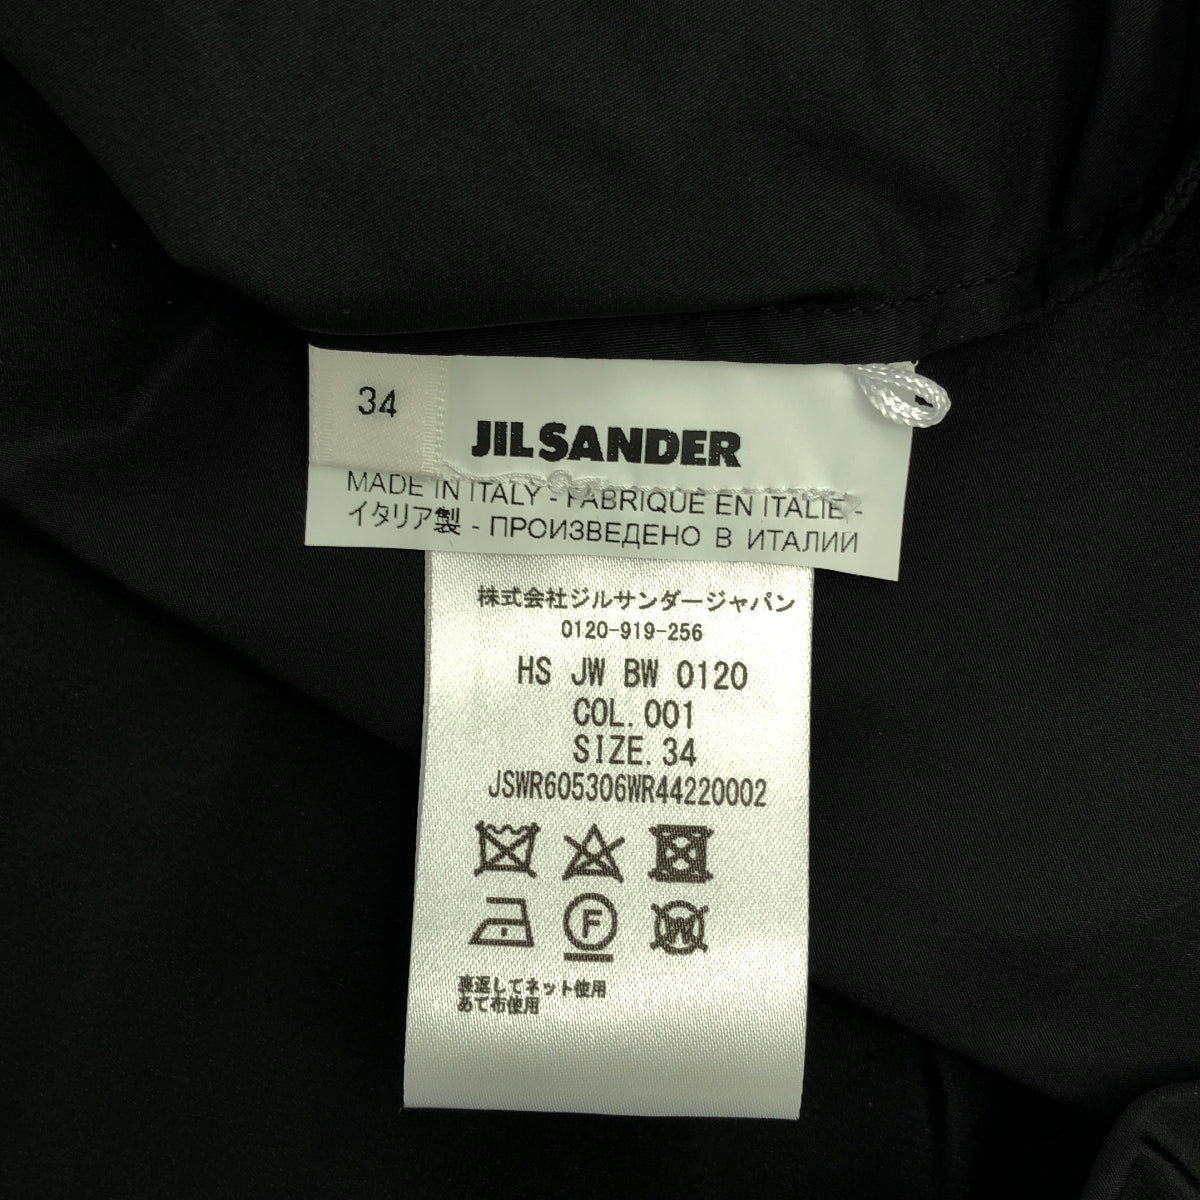 34
JIL SANDER
MADE IN ITALY - FABRIQUE EN ITALIE -
イタリア製 - ПРОИЗВЕДЕНО В ИТАЛИИ
株式会社ジルサンダージャパン
0120-919-256
HS JW BW 0120
COL. 001
SIZE. 34
JSWR605306WR44220002
F
W
裏返してネット使用
あて布使用